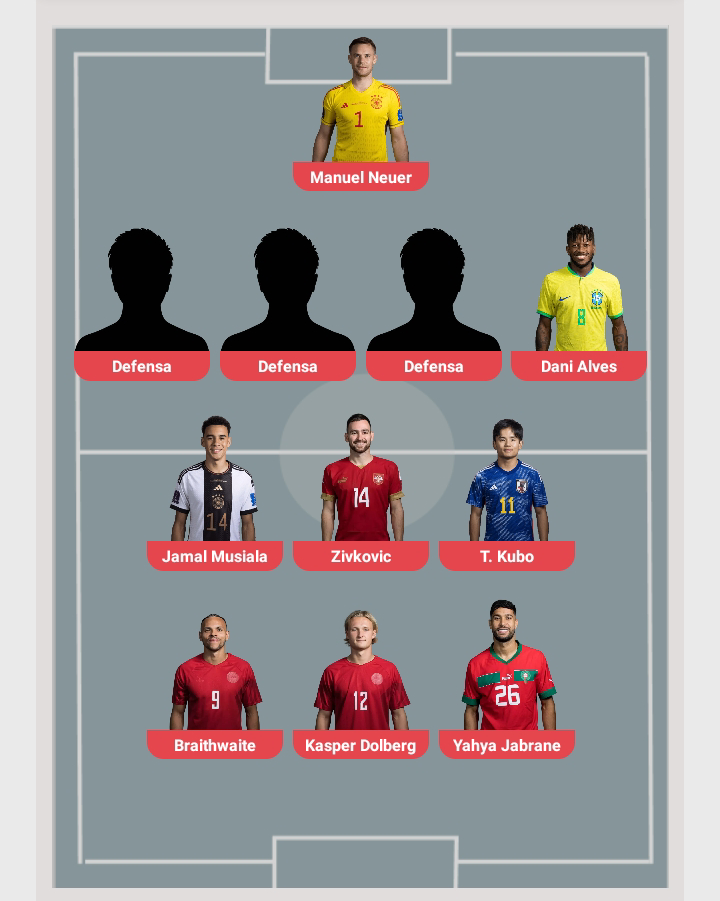 1
Manuel Neuer
8
Defensa
Defensa
Defensa
Dani Alves
14
14
11
Jamal Musiala
Zivkovic
T. Kubo
9
12
26
Braithwaite
Kasper Dolberg
Yahya Jabrane